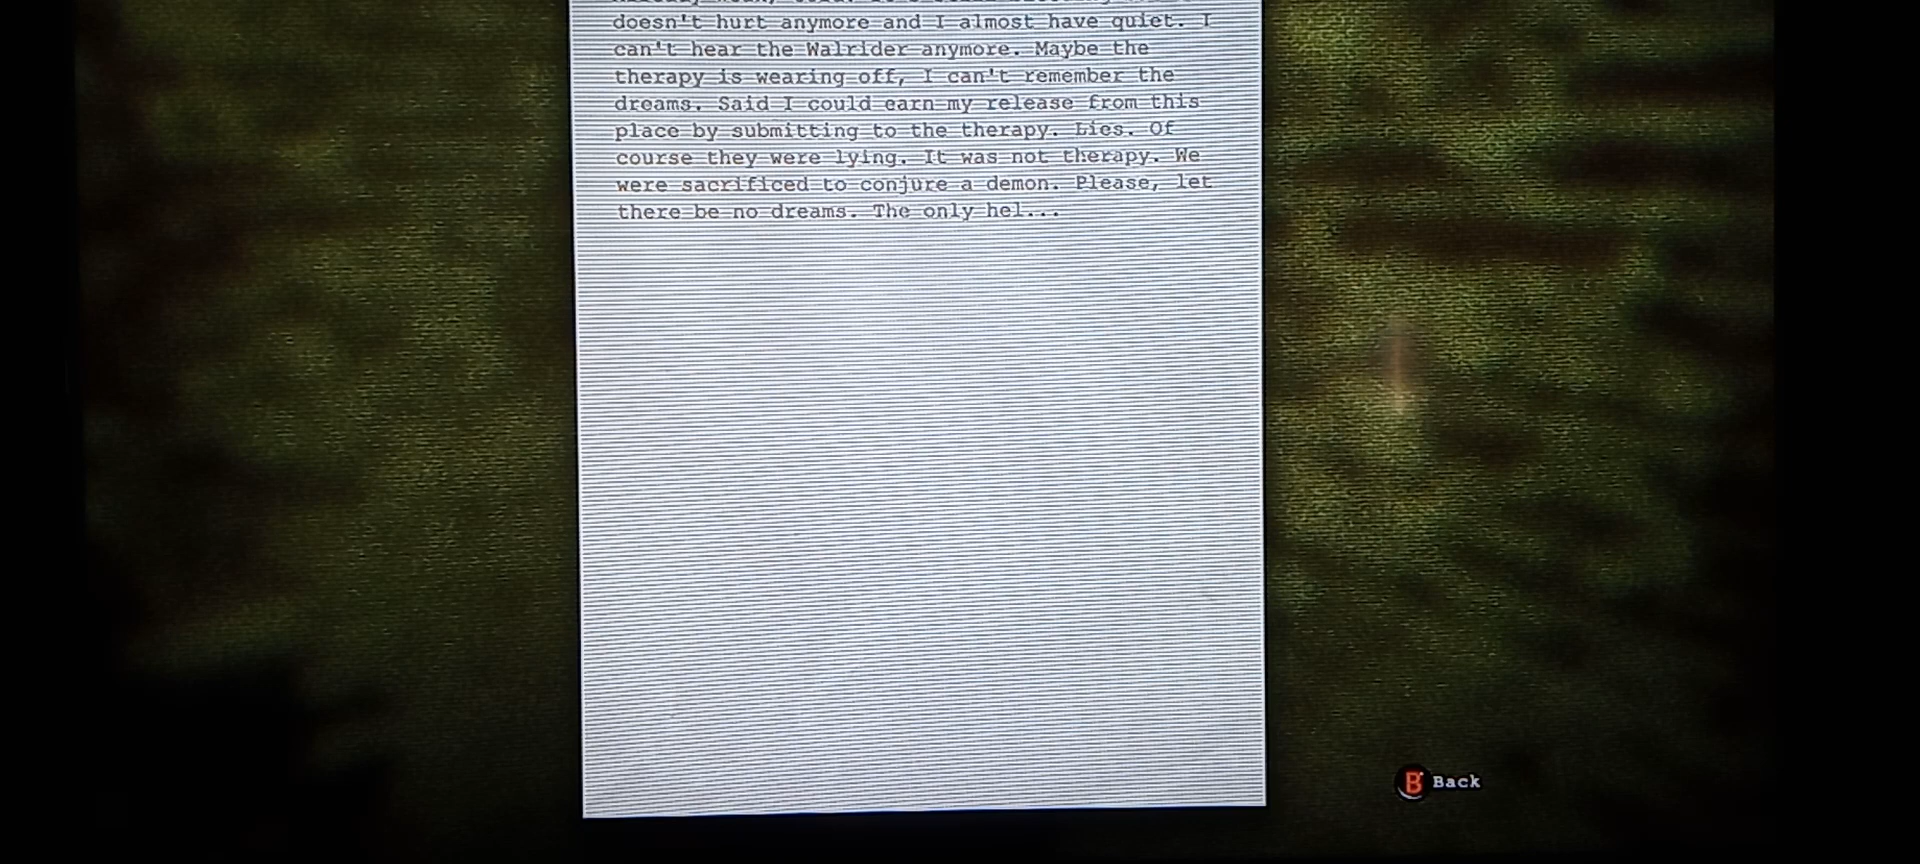 doesn't hurt anymore and I almost have quiet. I
can't hear the Walrider anymore. Maybe the
therapy is wearing off, I can't remember the
dreams. Said I could earn my release from this
place by submitting to the therapy. Lies. Of
course they were lying. It was not therapy. We
were sacrificed to conjure a demon. Please, let
there be no dreams. The only hel...
B Back